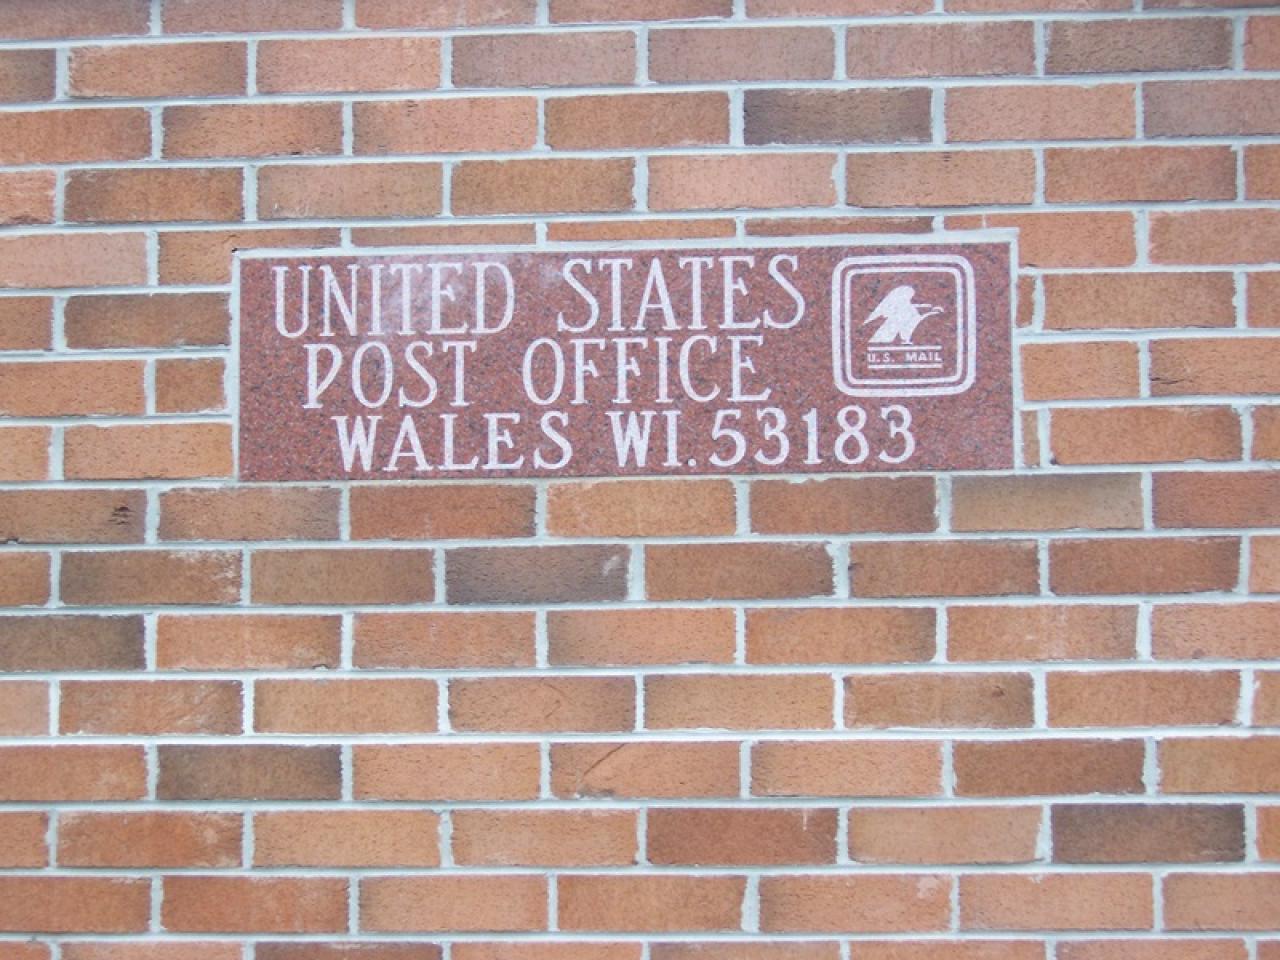 UNITED STATES
POST OFFICE
WALES WI. 53183
U.S. MAIL